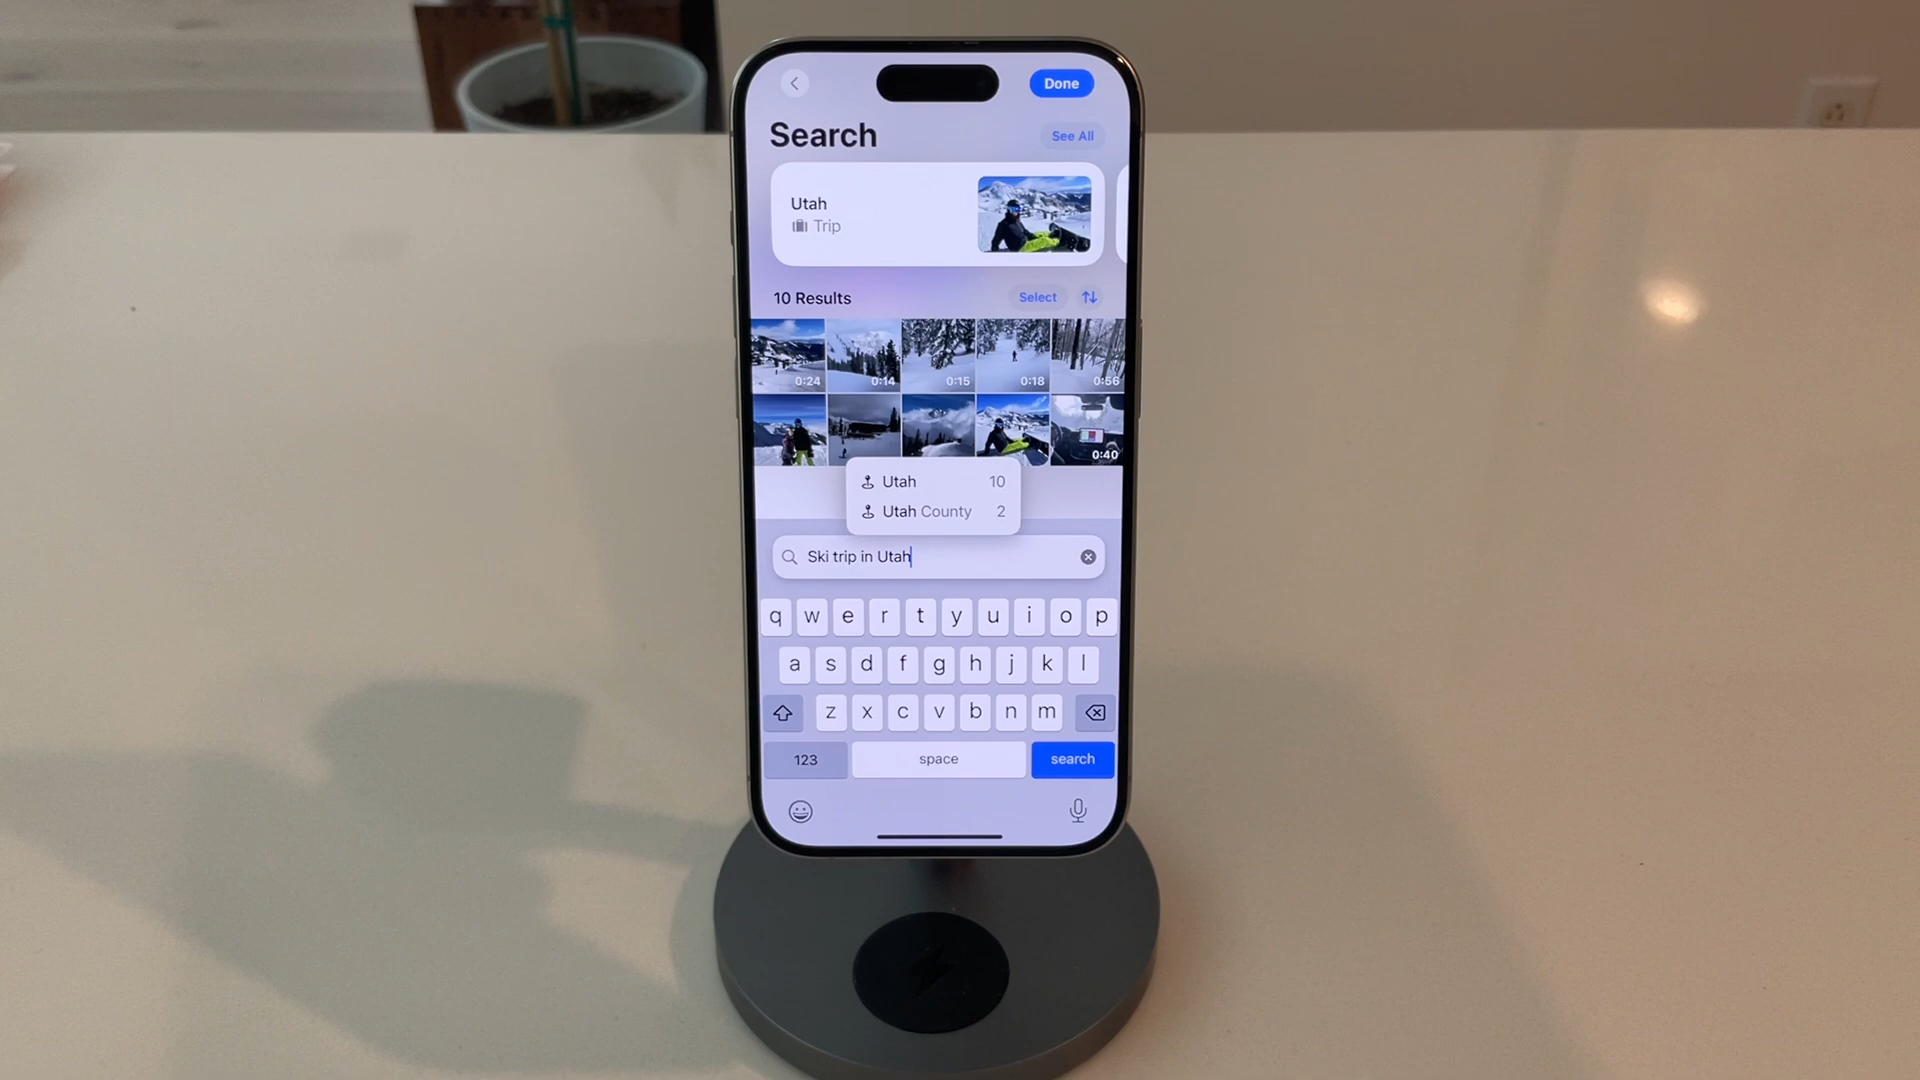 Done
Search
See All
Utah
Trip
10 Results
Select
0:24
0:14
0:15
0:18
0:56
0:40
Utah 10
Utah County 2
Ski trip in Utah
q w e r t y u i o p
a s d f g h j k l
z x c v b n m
123 space search